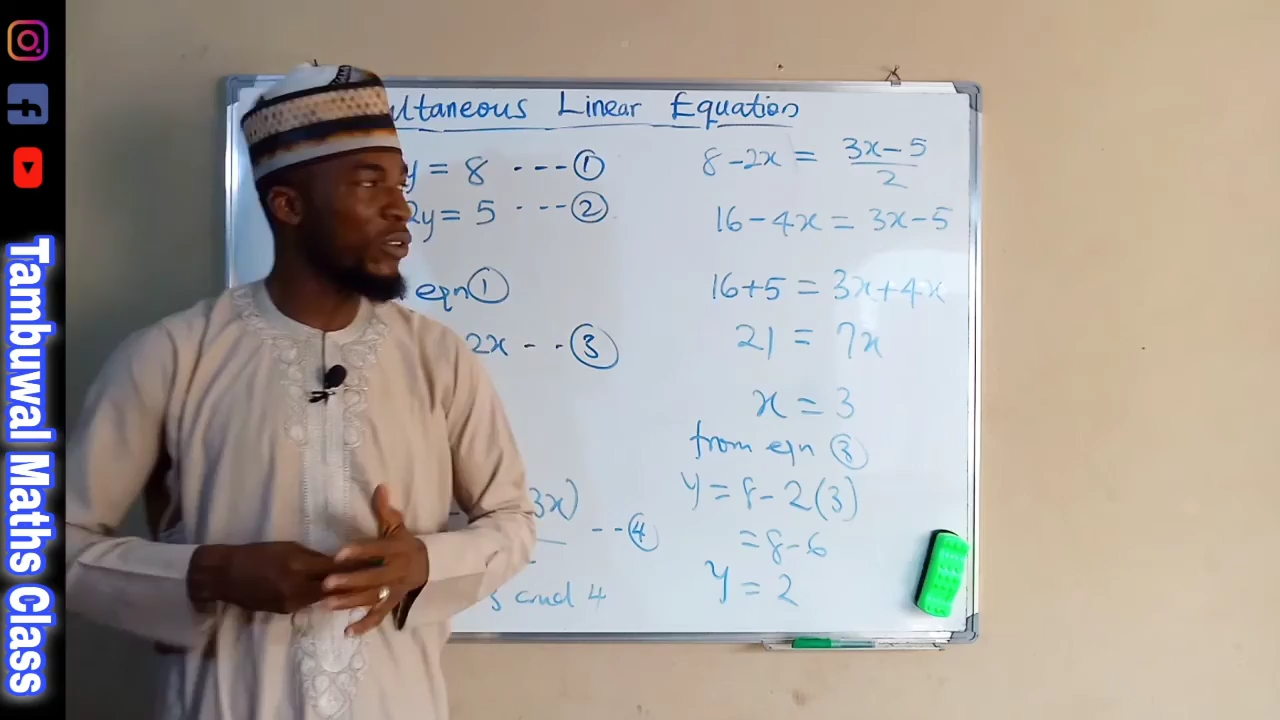 Tambuwal Maths Class
ultaneous Linear Equation
y = 8 ---①
2y = 5 ---②
eqn ①
2x - -③
3x)
--④
and 4
8 - 2x = 3x - 5 / 2
16 - 4x = 3x - 5
16 + 5 = 3x + 4x
21 = 7x
x = 3
from eqn ③
y = 8 - 2(3)
= 8 - 6
y = 2